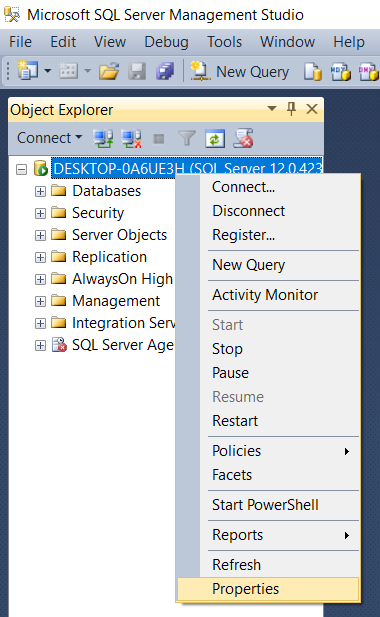 Microsoft SQL Server Management Studio
File Edit View Debug Tools Window Help
New Query
Object Explorer
Connect
DESKTOP-0A6UE3H (SQL Server 12.0.423
Databases
Security
Server Objects
Replication
AlwaysOn High
Management
Integration Serv
SQL Server Age
Connect...
Disconnect
Register...
New Query
Activity Monitor
Start
Stop
Pause
Resume
Restart
Policies
Facets
Start PowerShell
Reports
Refresh
Properties